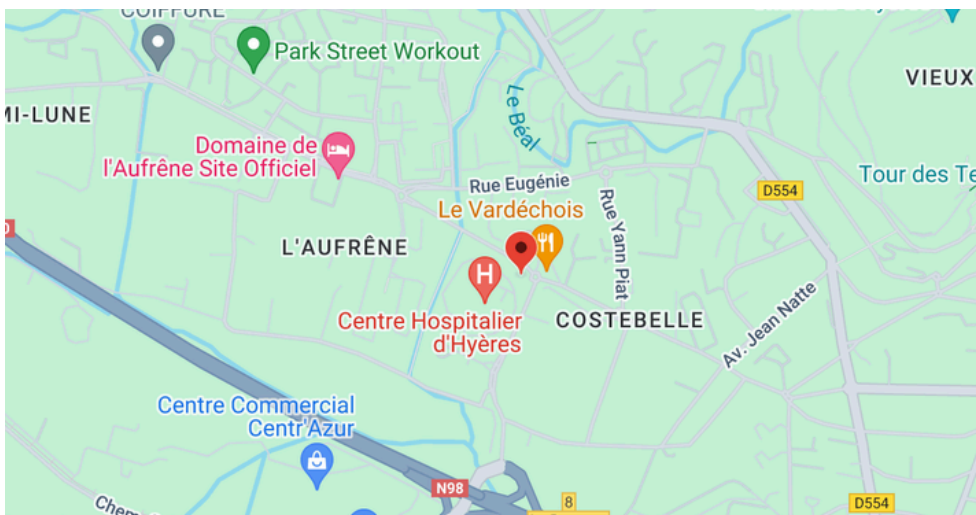 COIFFURE
Park Street Workout
VIEUX
MI-LUNE
Le Béal
Domaine de
l'Aufrêne Site Officiel
Rue Eugénie
D554
Tour des Te
Le Vardéchois
Rue Yann Piat
L'AUFRÊNE
H
Centre Hospitalier
d'Hyères
COSTEBELLE
Av. Jean Natte
Centre Commercial
Centr'Azur
N98
8
D554
Chem